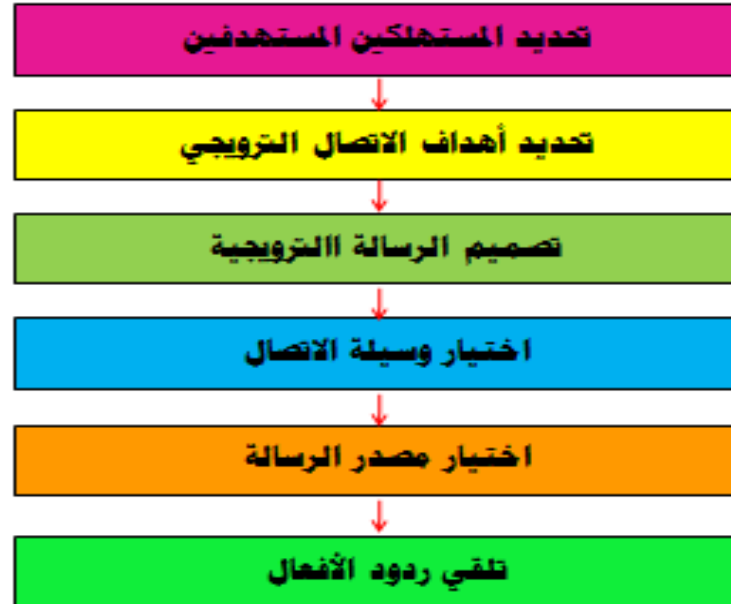 تحديد المستهلكين المستهدفين
تحديد أهداف الاتصال الترويجي
تصميم الرسالة االترويجية
اختيار وسيلة الاتصال
اختيار مصدر الرسالة
تلقي ردود الأفعال